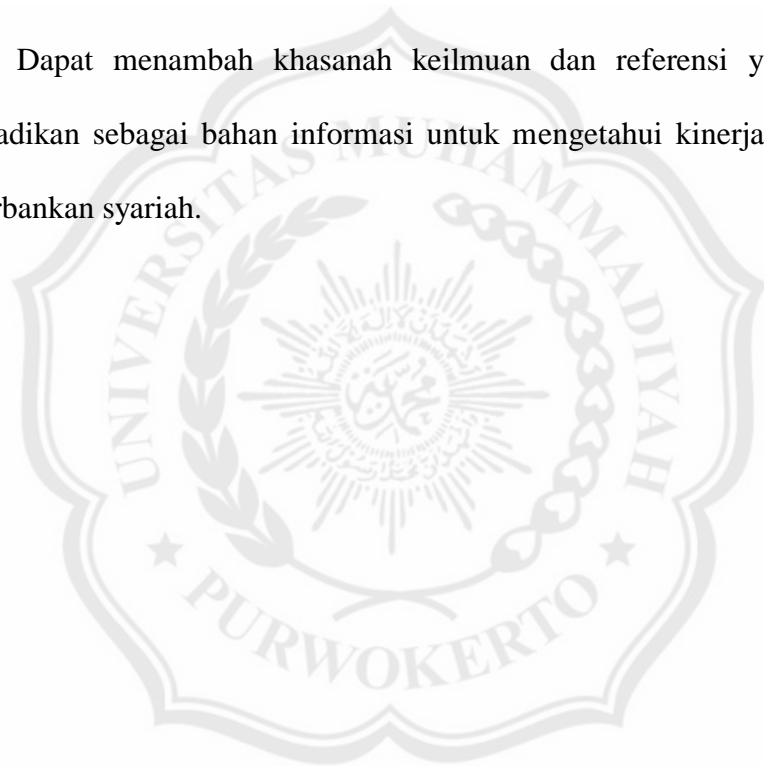 Dapat menambah khasanah keilmuan dan referensi y
adikan sebagai bahan informasi untuk mengetahui kinerja
rbankan syariah.
UNIVERSITAS MUHAMMADIYAH
PURWOKERTO